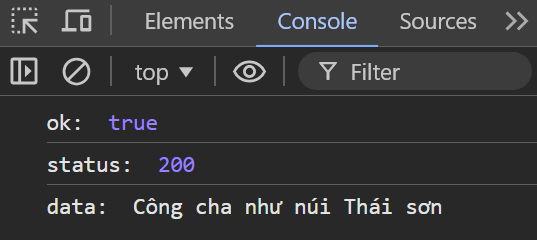 Elements Console Sources
top Filter
ok: true
status: 200
data: Công cha như núi Thái sơn